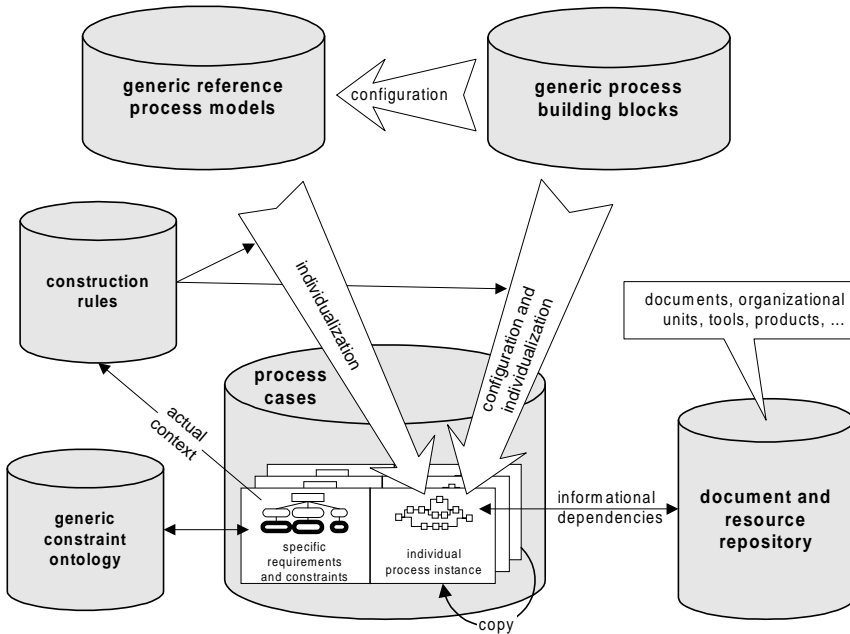 generic reference
process models
configuration
generic process
building blocks
construction
rules
individualization
configuration and
individualization
documents, organizational
units, tools, products, ...
process
cases
actual
context
generic
constraint
ontology
specific
requirements
and constraints
individual
process instance
informational
dependencies
document and
resource
repository
copy